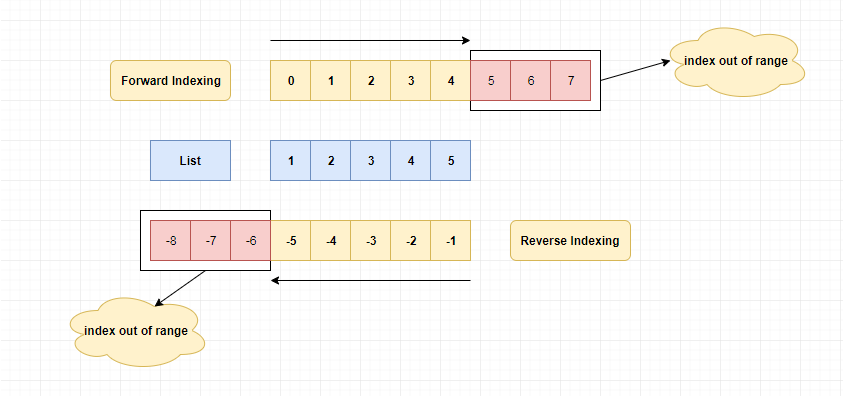 index out of range
Forward Indexing 0 1 2 3 4 5 6 7
List 1 2 3 4 5
-8 -7 -6 -5 -4 -3 -2 -1 Reverse Indexing
index out of range